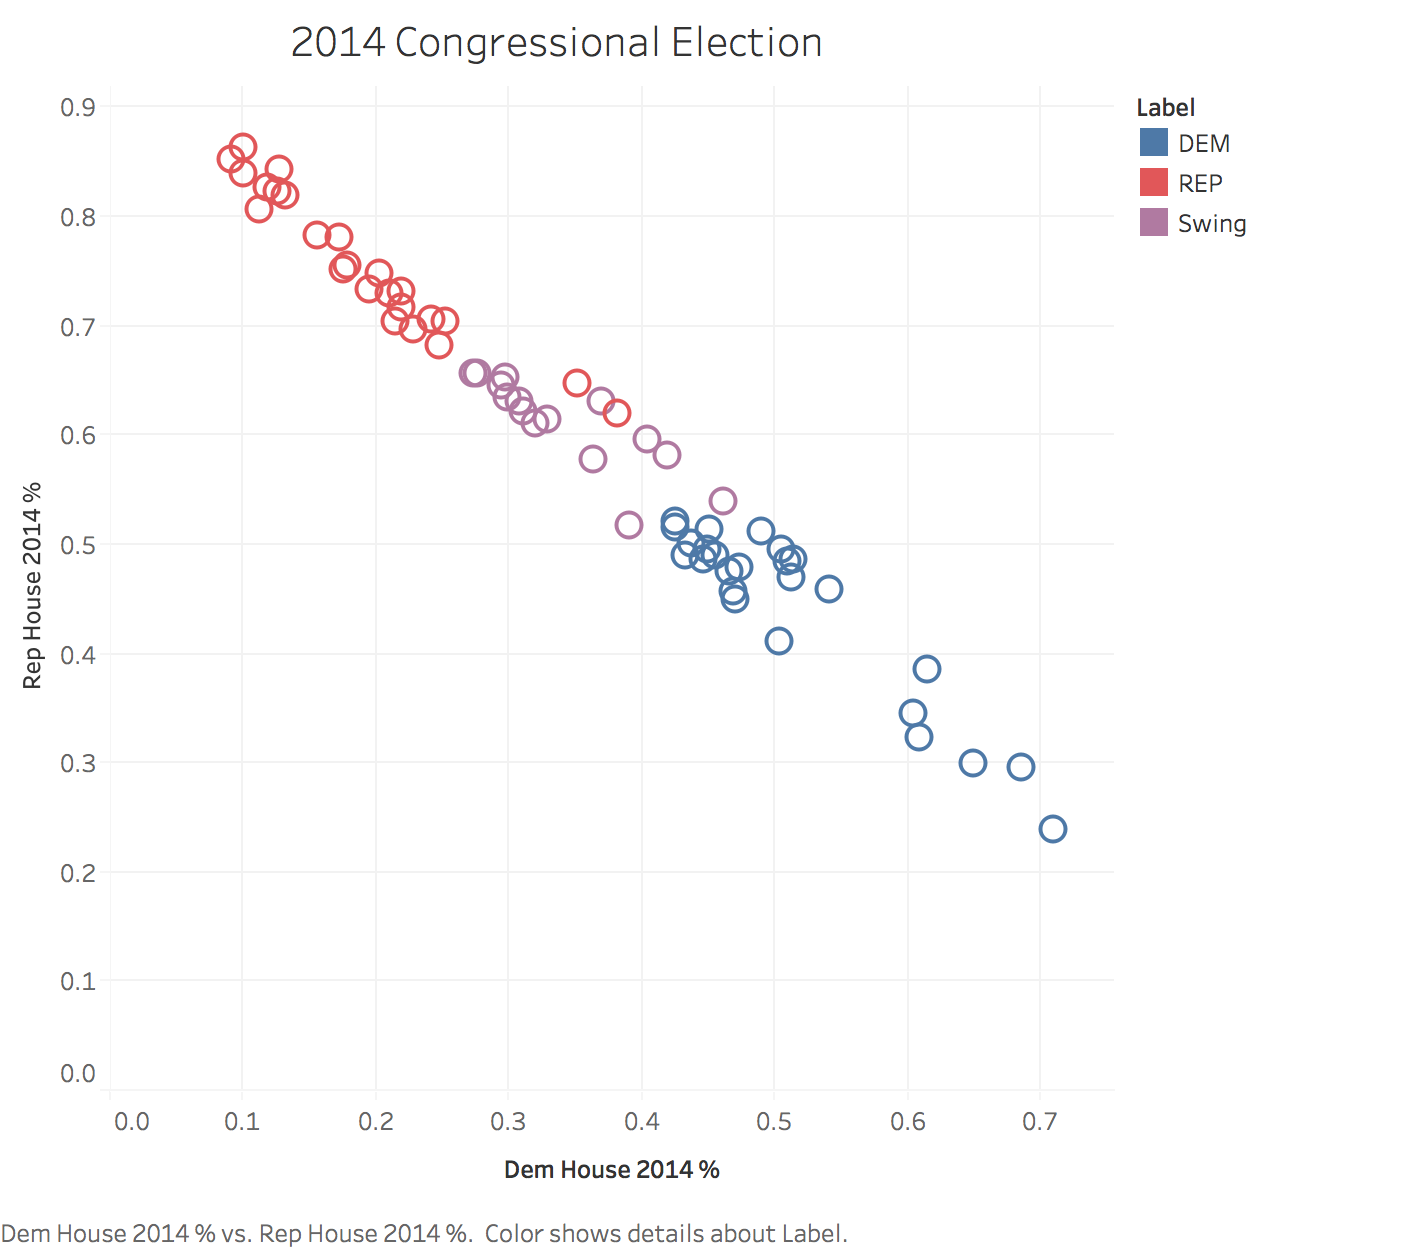 2014 Congressional Election
Label
DEM
REP
Swing
0.9
0.8
0.7
0.6
0.5
0.4
0.3
0.2
0.1
0.0
Rep House 2014 %
0.0 0.1 0.2 0.3 0.4 0.5 0.6 0.7
Dem House 2014 %
Dem House 2014 % vs. Rep House 2014 %.  Color shows details about Label.